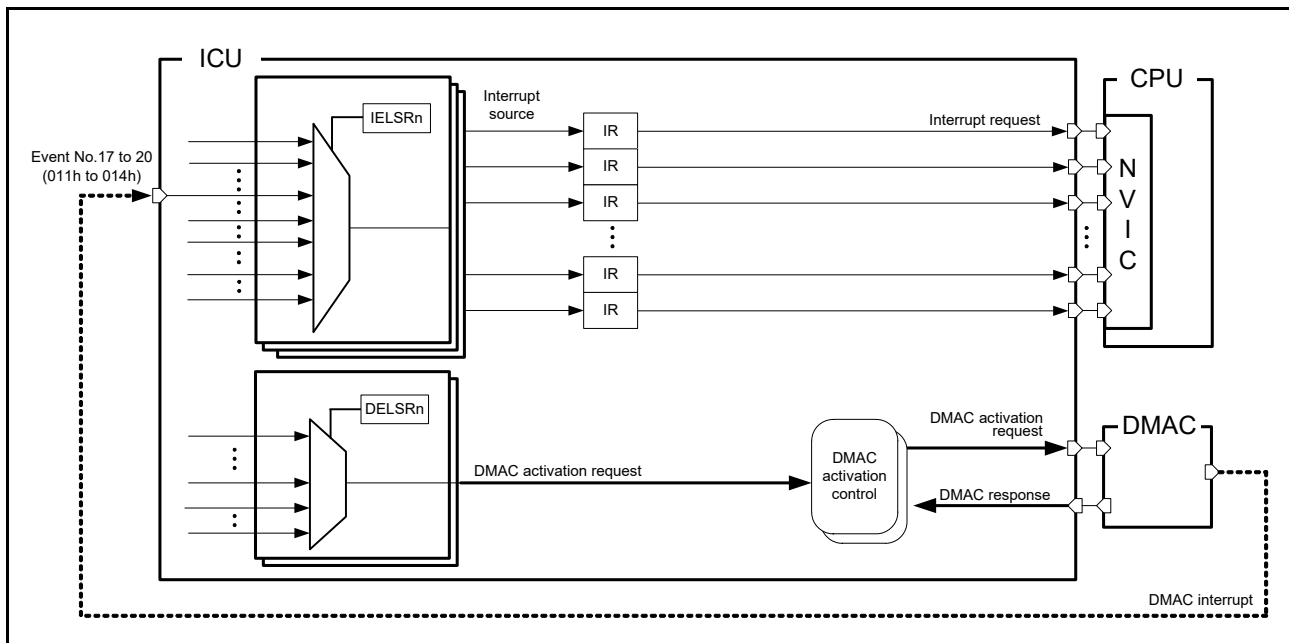 ICU
CPU
IELSRn
Interrupt
source
IR
Interrupt request
Event No.17 to 20
(011h to 014h)
IR
IR
N
V
I
C
IR
IR
DELSRn
DMAC activation request
DMAC
activation
control
DMAC activation
request
DMAC
DMAC response
DMAC interrupt